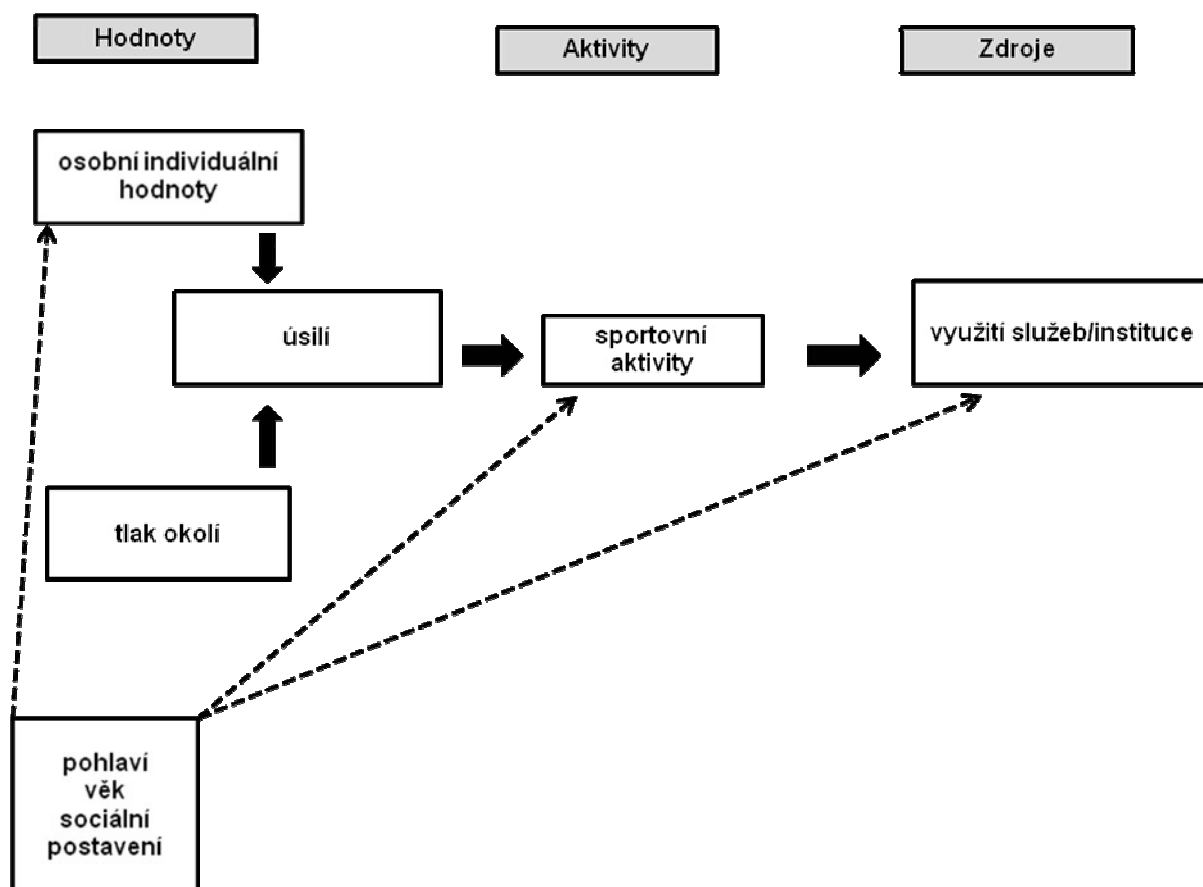 Hodnoty
Aktivity
Zdroje
osobní individuální
hodnoty
úsilí
sportovní
aktivity
využití služeb/instituce
tlak okolí
pohlaví
věk
sociální
postavení